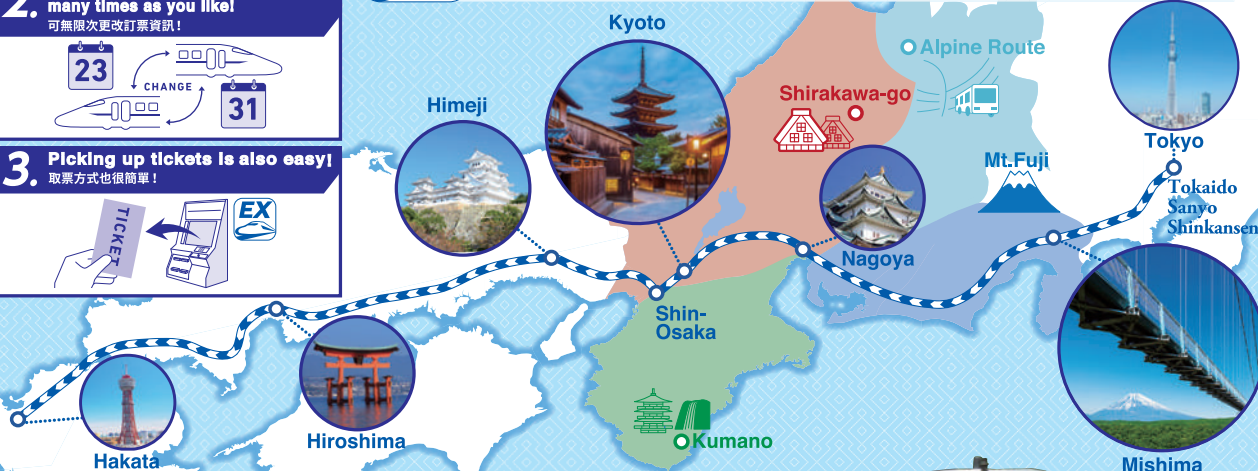 2. many times as you like!
可無限次更改訂票資訊！
23
CHANGE
31
3. Picking up tickets is also easy!
取票方式也很簡單！
TICKET
EX
Kyoto
Himeji
Alpine Route
Shirakawa-go
Tokyo
Mt.Fuji
Tokaido
Sanyo
Shinkansen
Nagoya
Shin-
Osaka
Kumano
Hiroshima
Hakata
Mishima